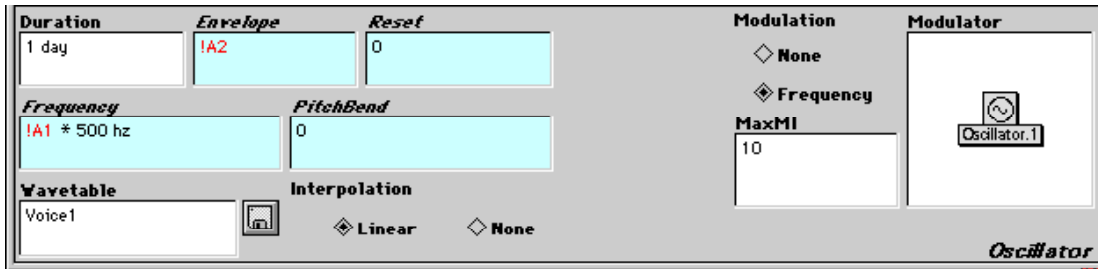 Duration
1 day
Envelope
!A2
Reset
0
Modulation
None
Frequency
Modulator
Oscillator.1
Frequency
!A1 * 500 hz
PitchBend
0
MaxMI
10
Wavetable
Voice1
Interpolation
Linear None
Oscillator